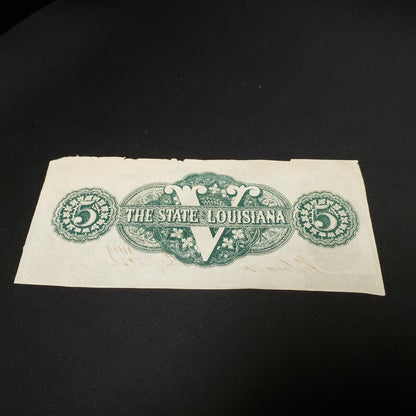 V
5 THE STATE OF LOUISIANA 5